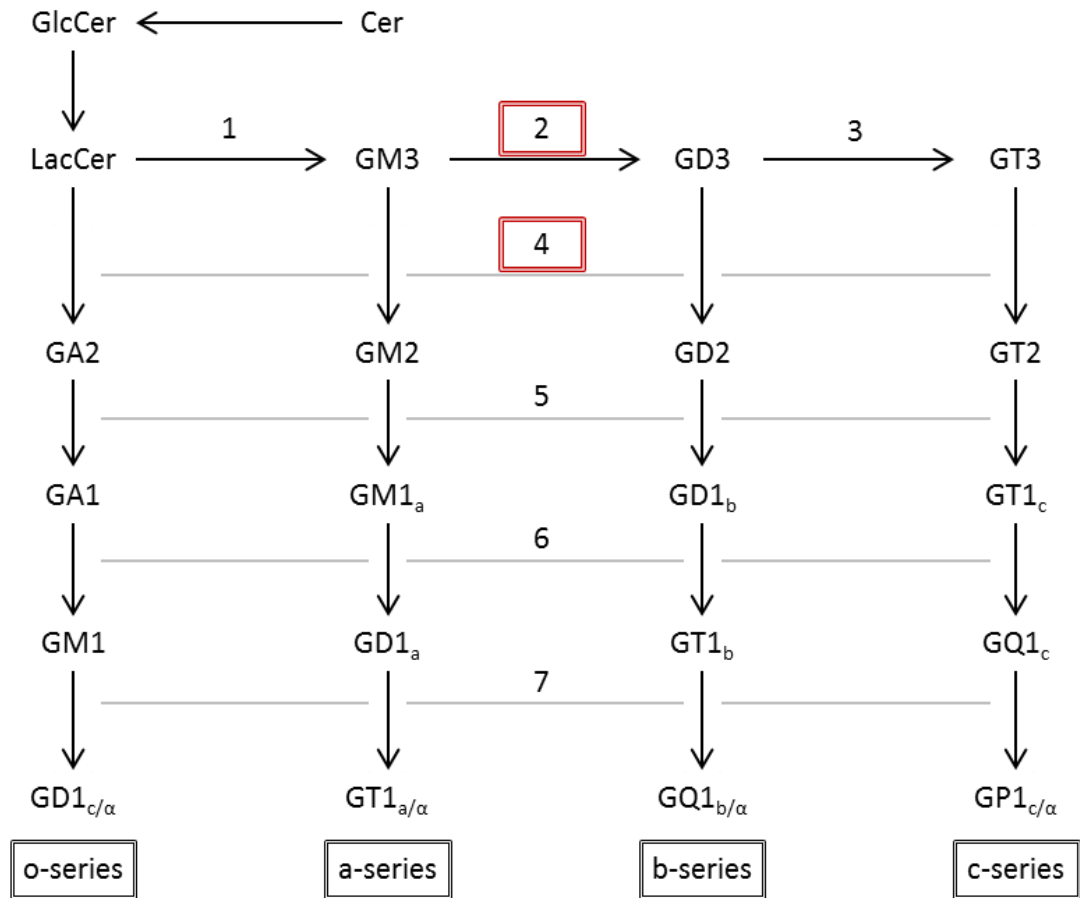 GlcCer Cer
1 2 3
LacCer GM3 GD3 GT3
4
GA2 GM2 GD2 GT2
5
GA1 GM1a GD1b GT1c
6
GM1 GD1a GT1b GQ1c
7
GD1c/α GT1a/α GQ1b/α GP1c/α
o-series a-series b-series c-series